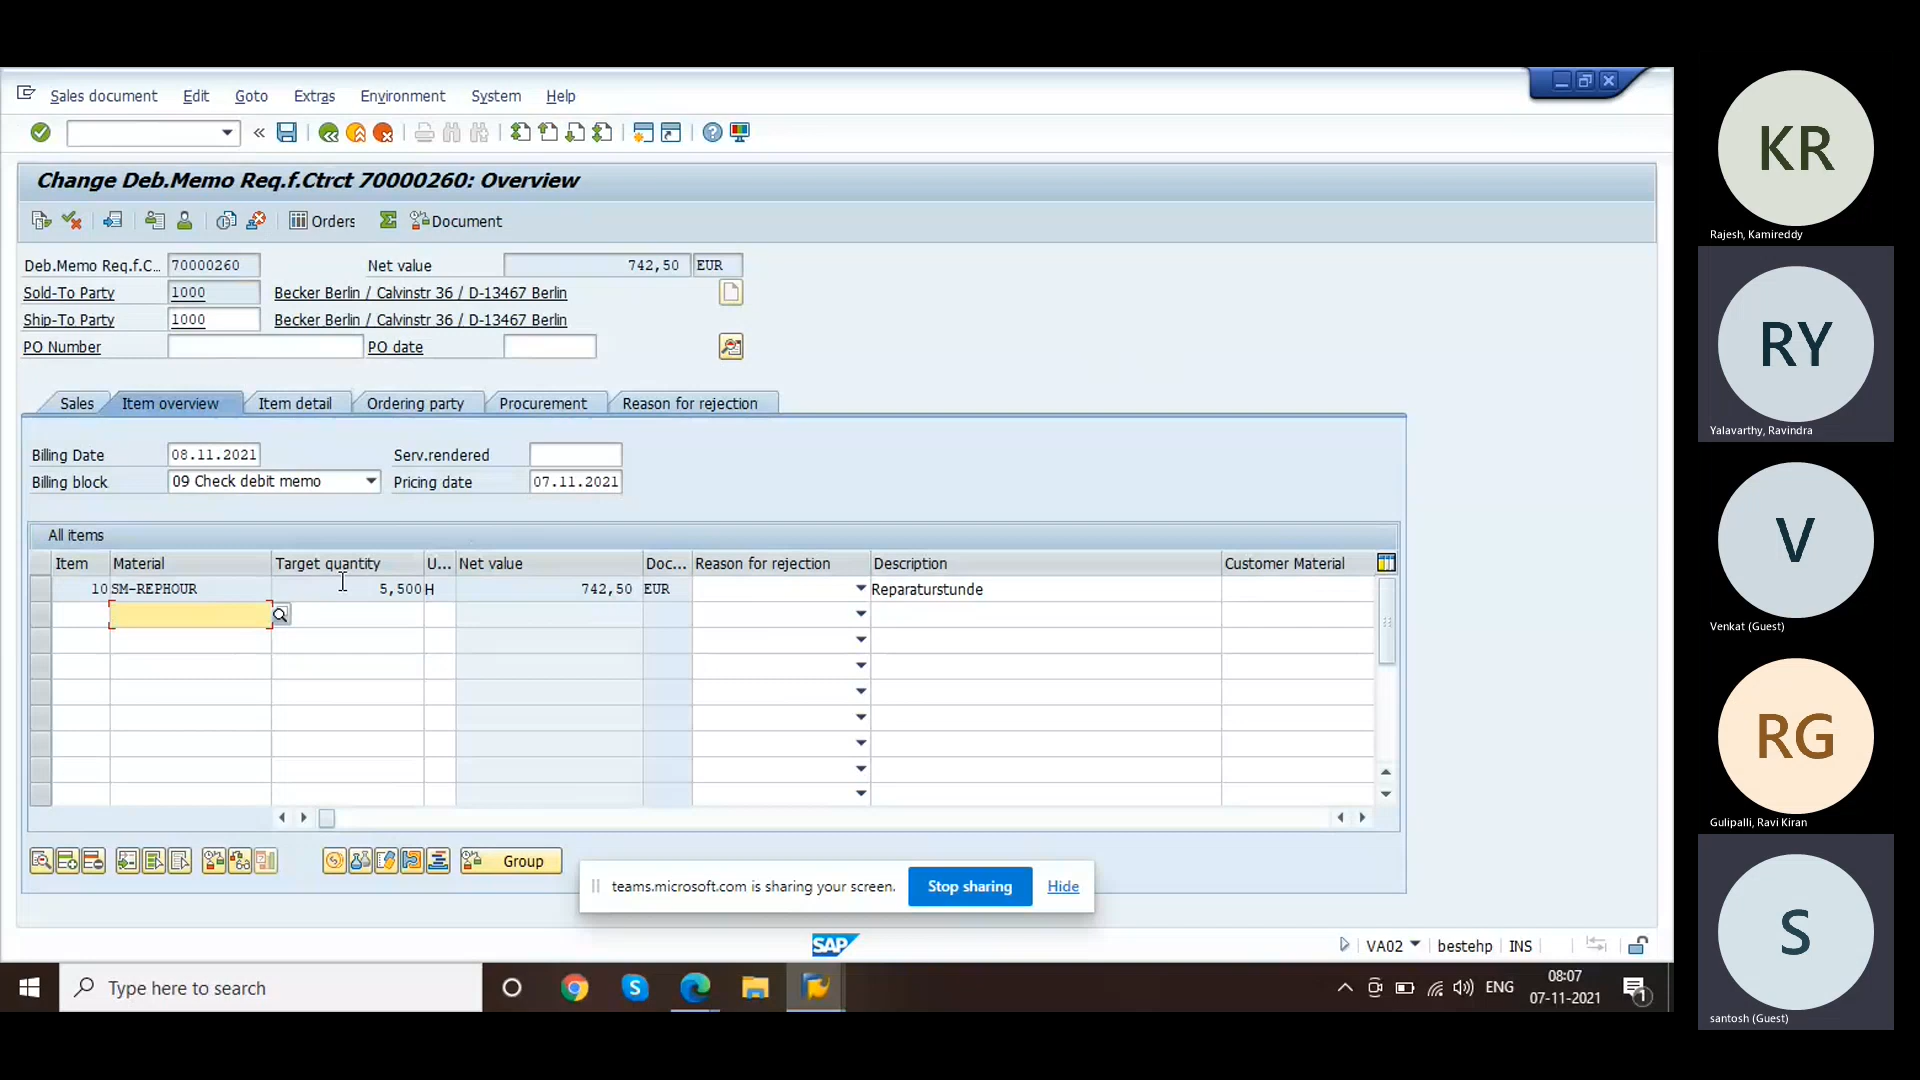 Sales document Edit Goto Extras Environment System Help
Change Deb.Memo Req.f.Ctrct 70000260: Overview
Orders Document
Deb.Memo Req.f.C... 70000260 Net value 742,50 EUR
Sold-To Party 1000 Becker Berlin / Calvinstr 36 / D-13467 Berlin
Ship-To Party 1000 Becker Berlin / Calvinstr 36 / D-13467 Berlin
PO Number PO date
Sales Item overview Item detail Ordering party Procurement Reason for rejection
Billing Date 08.11.2021 Serv.rendered
Billing block 09 Check debit memo Pricing date 07.11.2021
All items
Item Material Target quantity U... Net value Doc... Reason for rejection Description Customer Material
10 SM-REPHOUR 5,500 H 742,50 EUR Reparaturstunde
Group
teams.microsoft.com is sharing your screen. Stop sharing Hide
SAP
VA02 bestehp INS
Type here to search
S
ENG
08:07
07-11-2021
1
KR
Rajesh, Kamireddy
RY
Yalavarthy, Ravindra
V
Venkat (Guest)
RG
Gulipalli, Ravi Kiran
S
santosh (Guest)